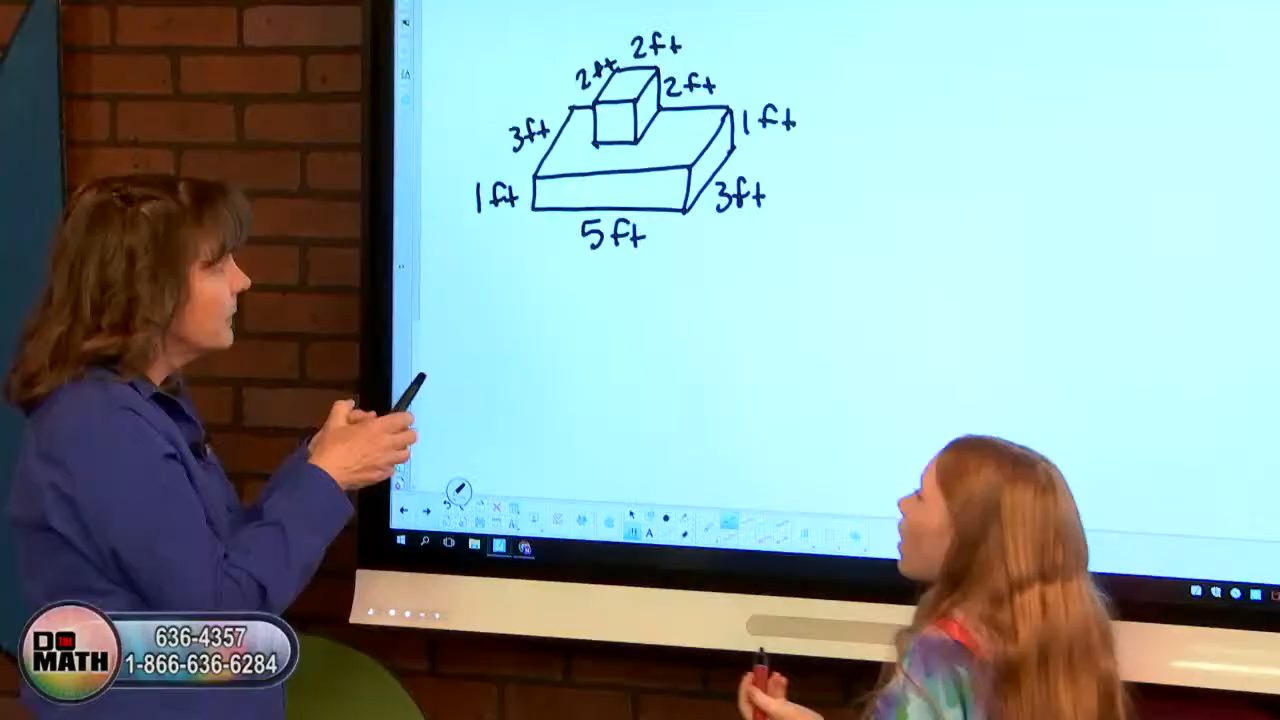 2ft
2ft
2ft
3ft
1ft
1ft
3ft
5ft
DO THE MATH
636-4357
1-866-636-6284